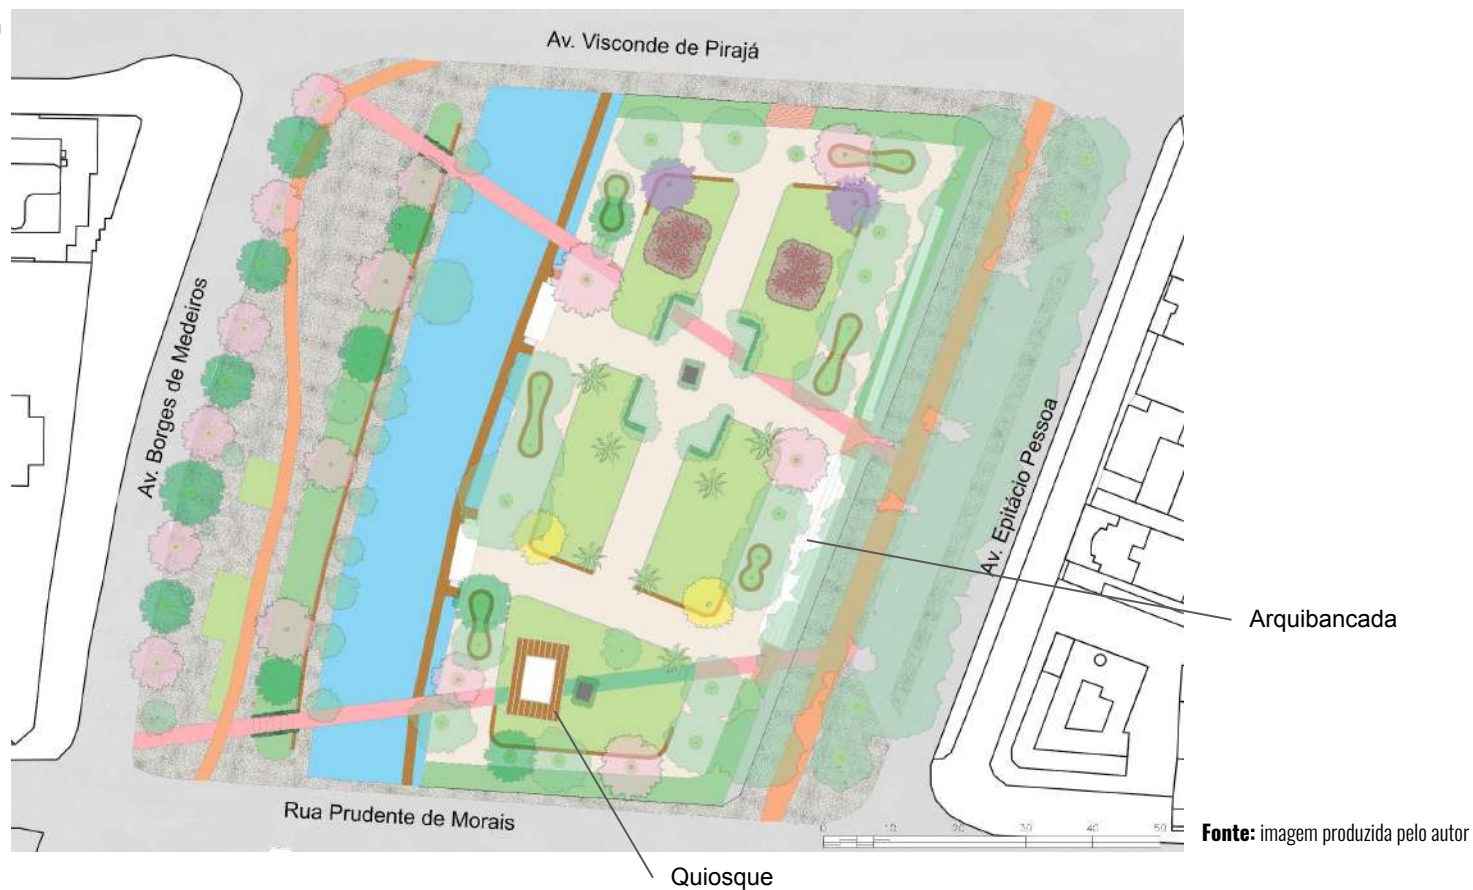 Av. Visconde de Pirajá
Av. Borges de Medeiros
Av. Epitácio Pessoa
Arquibancada
Rua Prudente de Morais
0 10 20 30 40 50
Fonte: imagem produzida pelo autor
Quiosque